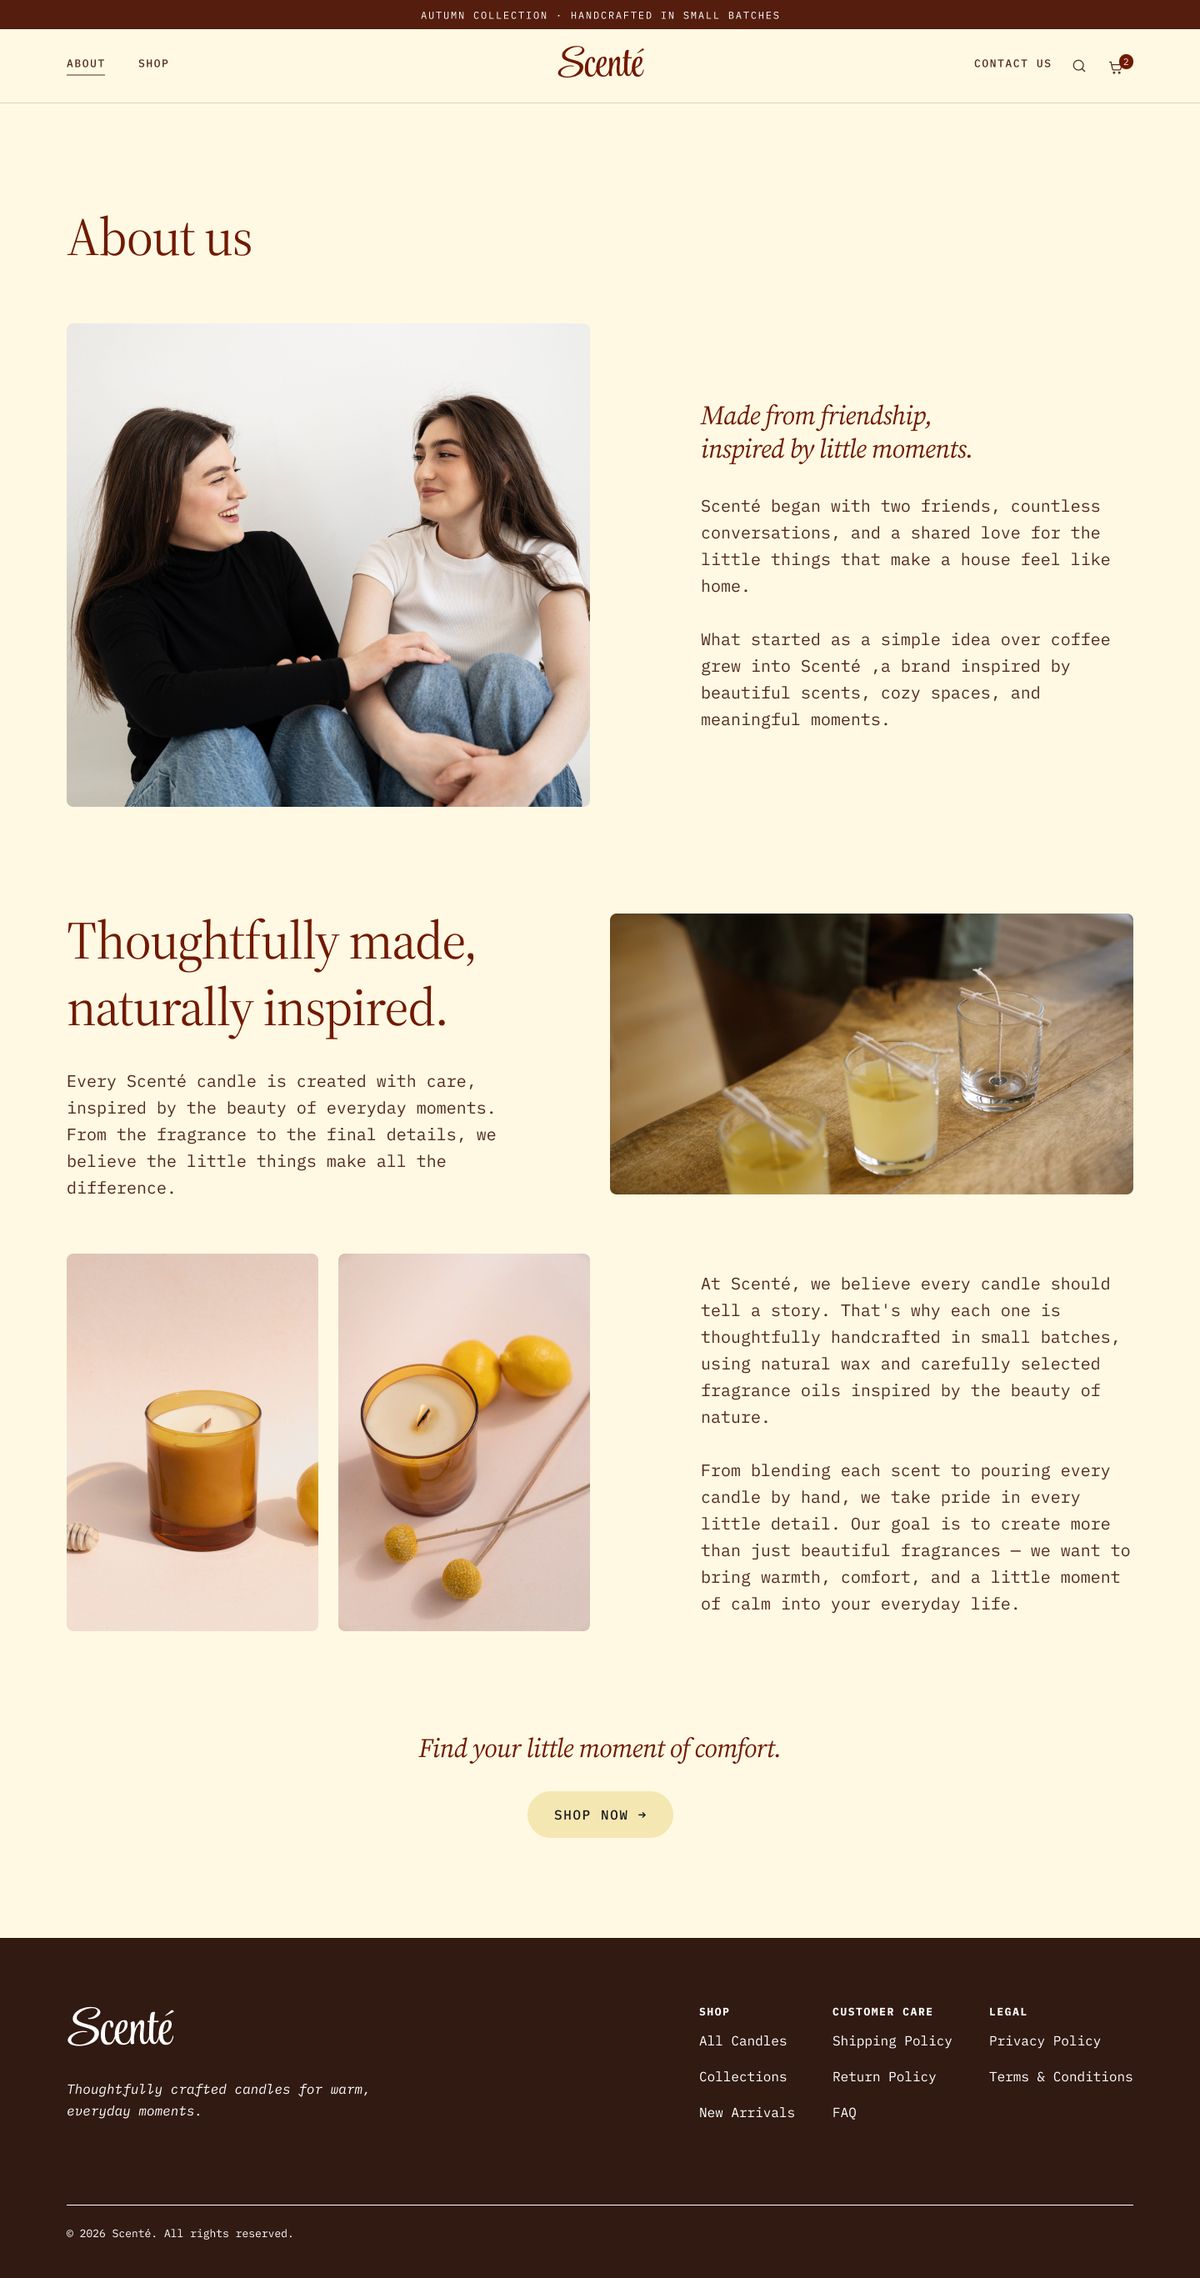 AUTUMN COLLECTION · HANDCRAFTED IN SMALL BATCHES
ABOUT
SHOP
Scenté
CONTACT US
2
About us
Made from friendship,
inspired by little moments.
Scenté began with two friends, countless
conversations, and a shared love for the
little things that make a house feel like
home.
What started as a simple idea over coffee
grew into Scenté ,a brand inspired by
beautiful scents, cozy spaces, and
meaningful moments.
Thoughtfully made,
naturally inspired.
Every Scenté candle is created with care,
inspired by the beauty of everyday moments.
From the fragrance to the final details, we
believe the little things make all the
difference.
At Scenté, we believe every candle should
tell a story. That's why each one is
thoughtfully handcrafted in small batches,
using natural wax and carefully selected
fragrance oils inspired by the beauty of
nature.
From blending each scent to pouring every
candle by hand, we take pride in every
little detail. Our goal is to create more
than just beautiful fragrances — we want to
bring warmth, comfort, and a little moment
of calm into your everyday life.
Find your little moment of comfort.
SHOP NOW →
Scenté
Thoughtfully crafted candles for warm,
everyday moments.
SHOP
All Candles
Collections
New Arrivals
CUSTOMER CARE
Shipping Policy
Return Policy
FAQ
LEGAL
Privacy Policy
Terms & Conditions
© 2026 Scenté. All rights reserved.